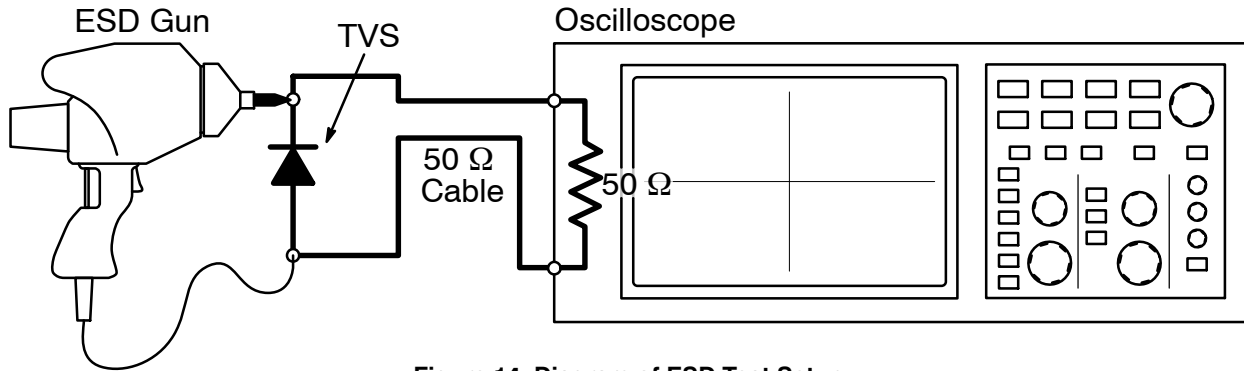 ESD Gun
TVS
Oscilloscope
50 Ω
Cable
50 Ω
Figure 14. Diagram of ESD Test Setup